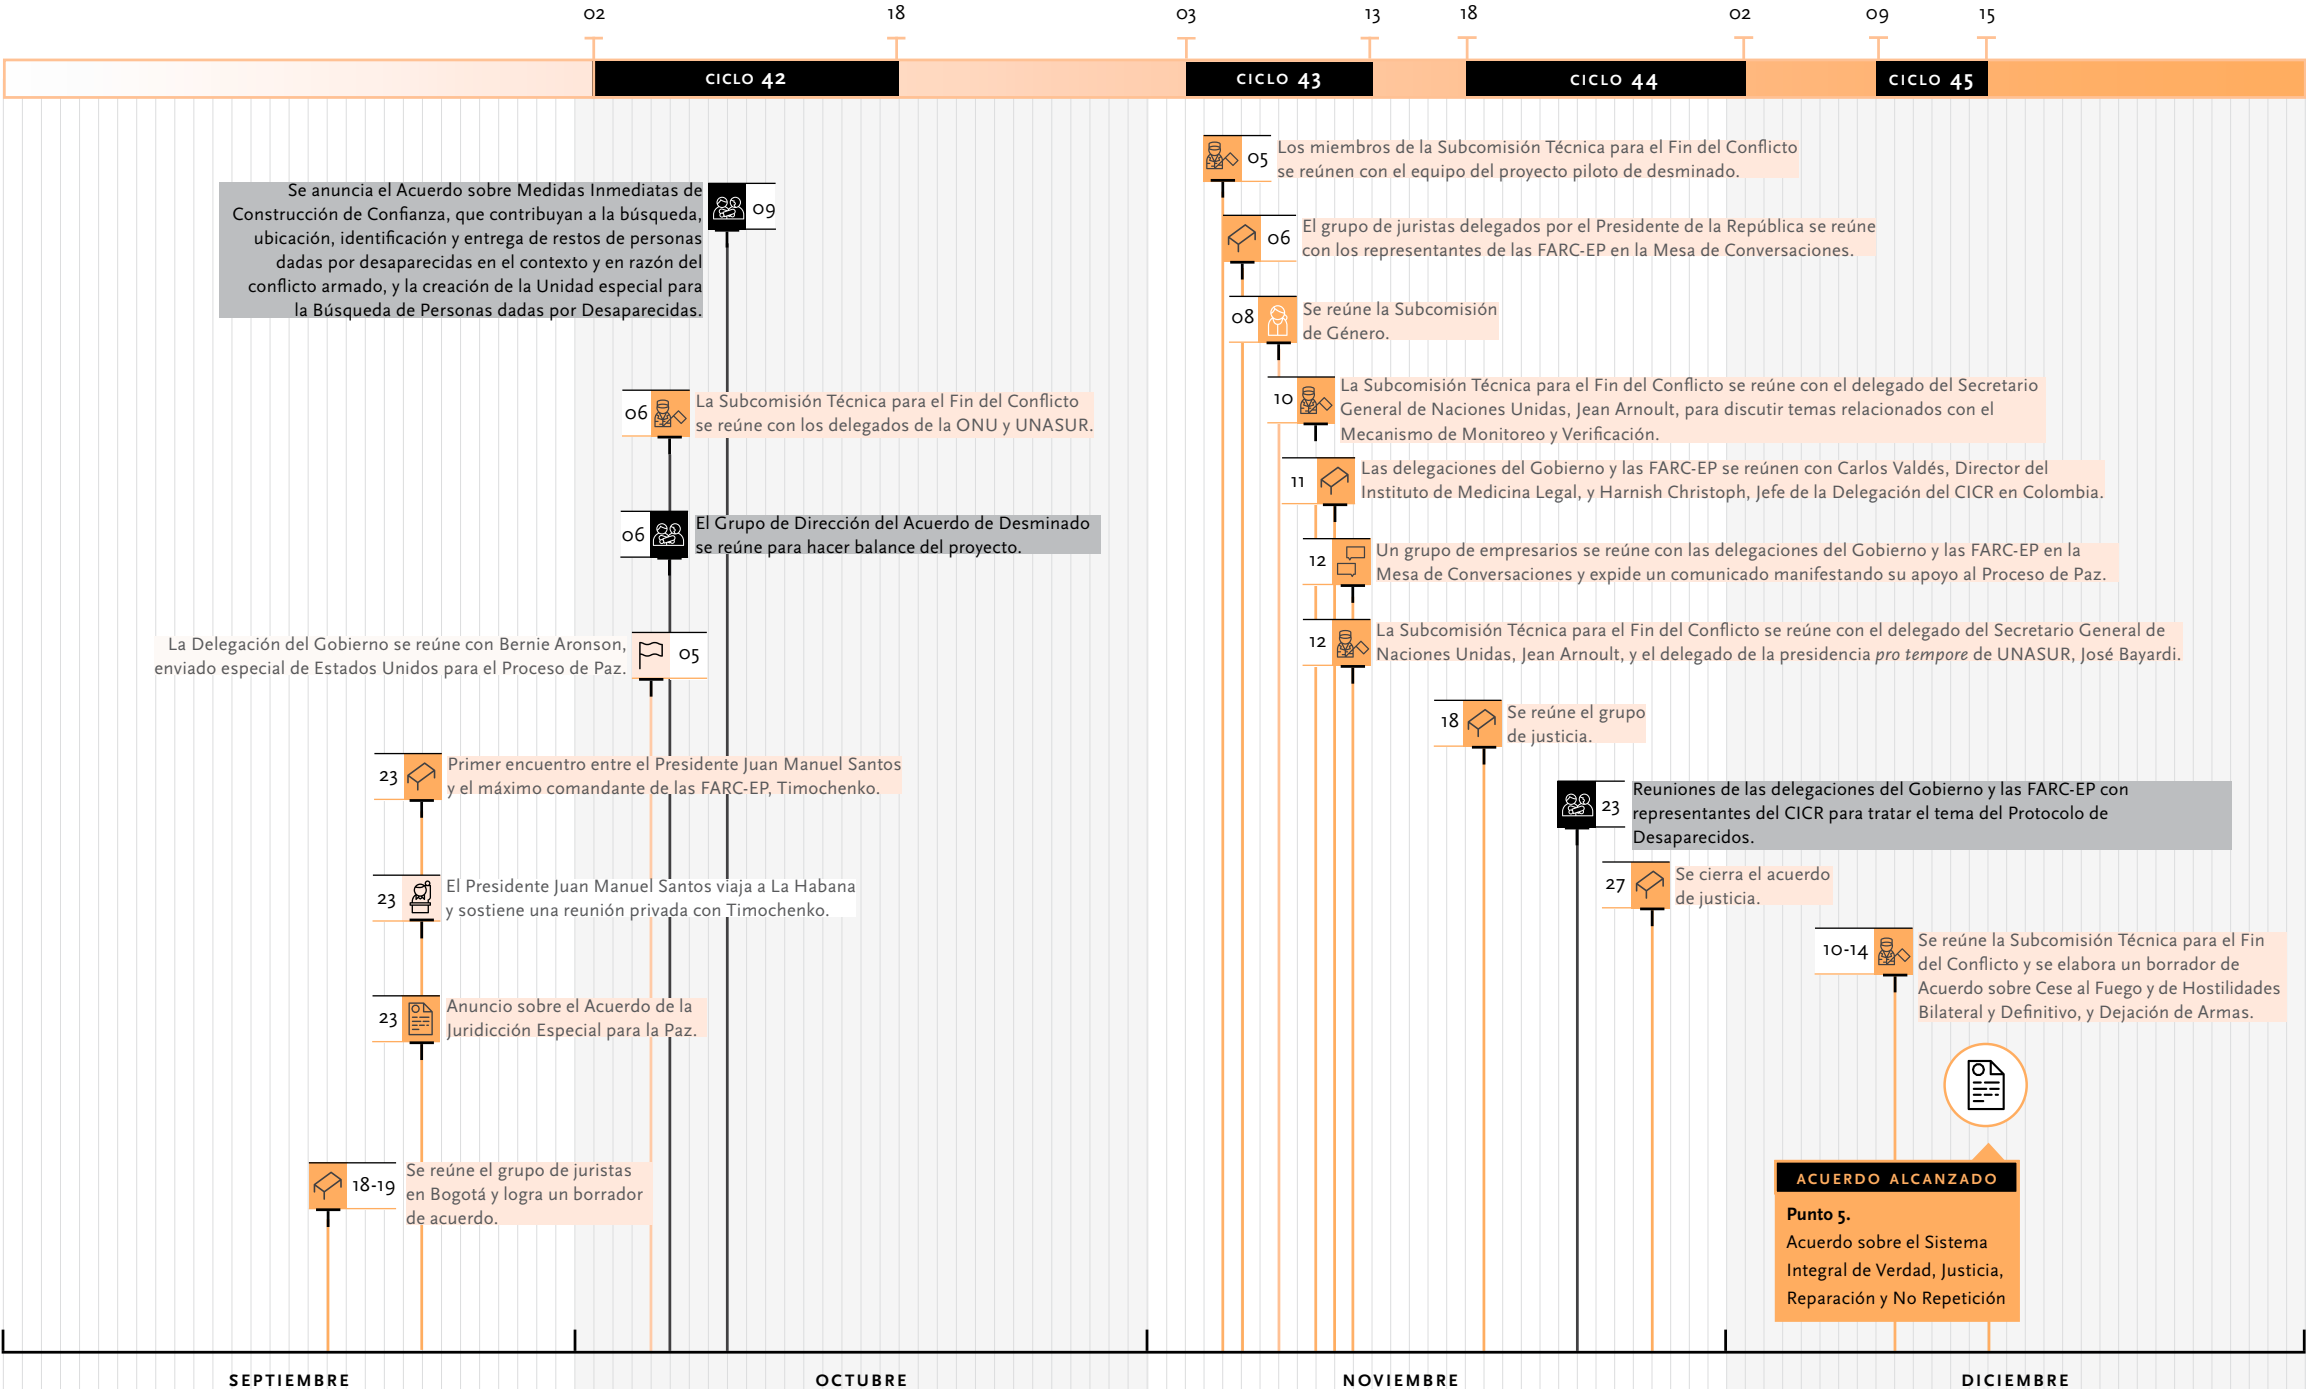 02
18
03
13
18
02
09
15
CICLO 42
CICLO 43
CICLO 44
CICLO 45
Se anuncia el Acuerdo sobre Medidas Inmediatas de
Construcción de Confianza, que contribuyan a la búsqueda,
ubicación, identificación y entrega de restos de personas
dadas por desaparecidas en el contexto y en razón del
conflicto armado, y la creación de la Unidad especial para
la Búsqueda de Personas dadas por Desaparecidas.
09
06
La Subcomisión Técnica para el Fin del Conflicto
se reúne con los delegados de la ONU y UNASUR.
06
El Grupo de Dirección del Acuerdo de Desminado
se reúne para hacer balance del proyecto.
La Delegación del Gobierno se reúne con Bernie Aronson,
enviado especial de Estados Unidos para el Proceso de Paz.
05
23
Primer encuentro entre el Presidente Juan Manuel Santos
y el máximo comandante de las FARC-EP, Timochenko.
23
El Presidente Juan Manuel Santos viaja a La Habana
y sostiene una reunión privada con Timochenko.
23
Anuncio sobre el Acuerdo de la
Juridicción Especial para la Paz.
18-19
Se reúne el grupo de juristas
en Bogotá y logra un borrador
de acuerdo.
05
Los miembros de la Subcomisión Técnica para el Fin del Conflicto
se reúnen con el equipo del proyecto piloto de desminado.
06
El grupo de juristas delegados por el Presidente de la República se reúne
con los representantes de las FARC-EP en la Mesa de Conversaciones.
08
Se reúne la Subcomisión
de Género.
10
La Subcomisión Técnica para el Fin del Conflicto se reúne con el delegado del Secretario
General de Naciones Unidas, Jean Arnoult, para discutir temas relacionados con el
Mecanismo de Monitoreo y Verificación.
11
Las delegaciones del Gobierno y las FARC-EP se reúnen con Carlos Valdés, Director del
Instituto de Medicina Legal, y Harnish Christoph, Jefe de la Delegación del CICR en Colombia.
12
Un grupo de empresarios se reúne con las delegaciones del Gobierno y las FARC-EP en la
Mesa de Conversaciones y expide un comunicado manifestando su apoyo al Proceso de Paz.
12
La Subcomisión Técnica para el Fin del Conflicto se reúne con el delegado del Secretario General de
Naciones Unidas, Jean Arnoult, y el delegado de la presidencia pro tempore de UNASUR, José Bayardi.
18
Se reúne el grupo
de justicia.
23
Reuniones de las delegaciones del Gobierno y las FARC-EP con
representantes del CICR para tratar el tema del Protocolo de
Desaparecidos.
27
Se cierra el acuerdo
de justicia.
10-14
Se reúne la Subcomisión Técnica para el Fin
del Conflicto y se elabora un borrador de
Acuerdo sobre Cese al Fuego y de Hostilidades
Bilateral y Definitivo, y Dejación de Armas.
ACUERDO ALCANZADO
Punto 5.
Acuerdo sobre el Sistema
Integral de Verdad, Justicia,
Reparación y No Repetición
SEPTIEMBRE
OCTUBRE
NOVIEMBRE
DICIEMBRE